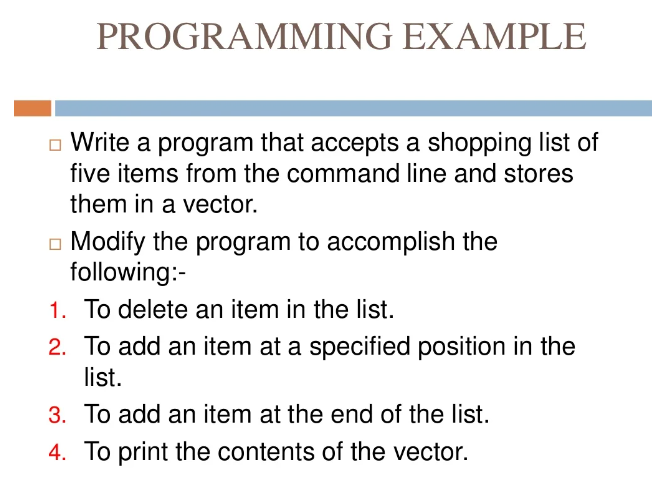 PROGRAMMING EXAMPLE
Write a program that accepts a shopping list of
five items from the command line and stores
them in a vector.
Modify the program to accomplish the
following:-
1. To delete an item in the list.
2. To add an item at a specified position in the
list.
3. To add an item at the end of the list.
4. To print the contents of the vector.